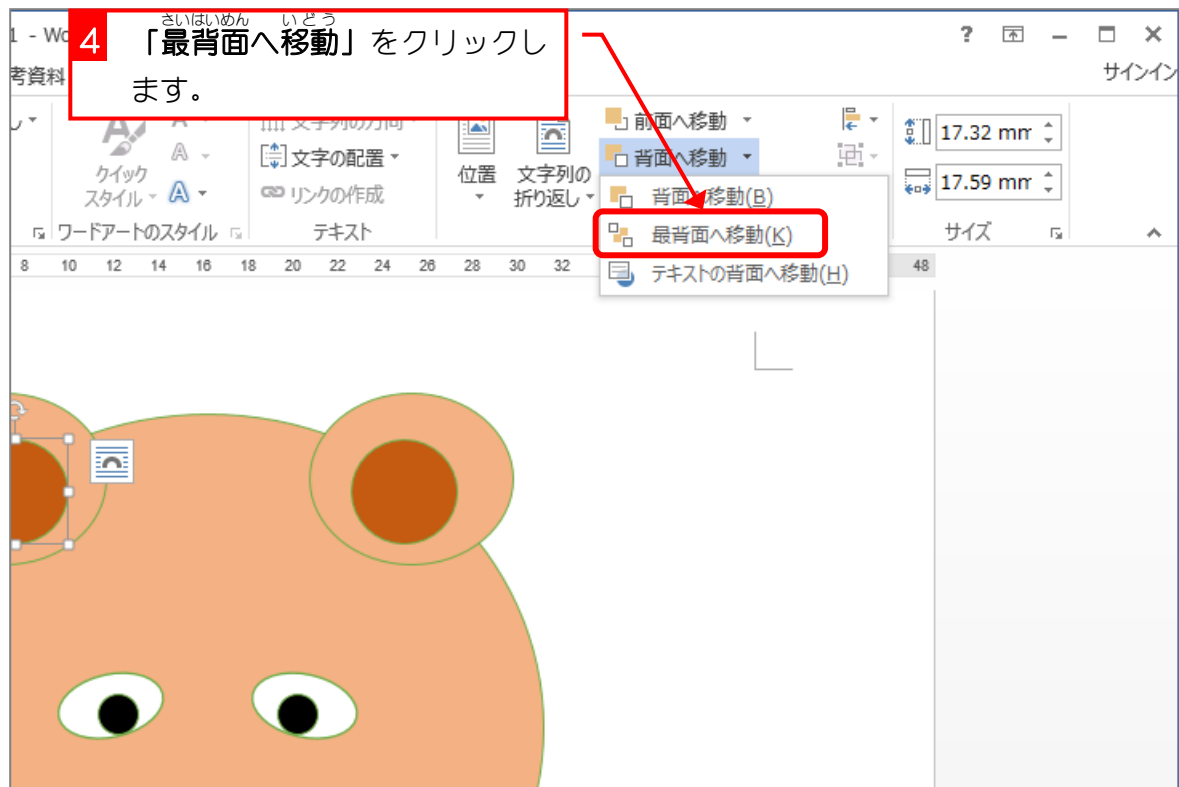 1 - Wo
4
さいはいめん いどう
「最背面へ移動」をクリックし
ます。
?
考資料
サインイン
文字列の方向
文字の配置
リンクの作成
クイック
スタイル
A
A
A
位置
文字列の
折り返し
前面へ移動
背面へ移動
17.32 mm
17.59 mm
背面へ移動(B)
最背面へ移動(K)
テキストの背面へ移動(H)
ワードアートのスタイル
テキスト
サイズ
8 10 12 14 16 18 20 22 24 26 28 30 32 48